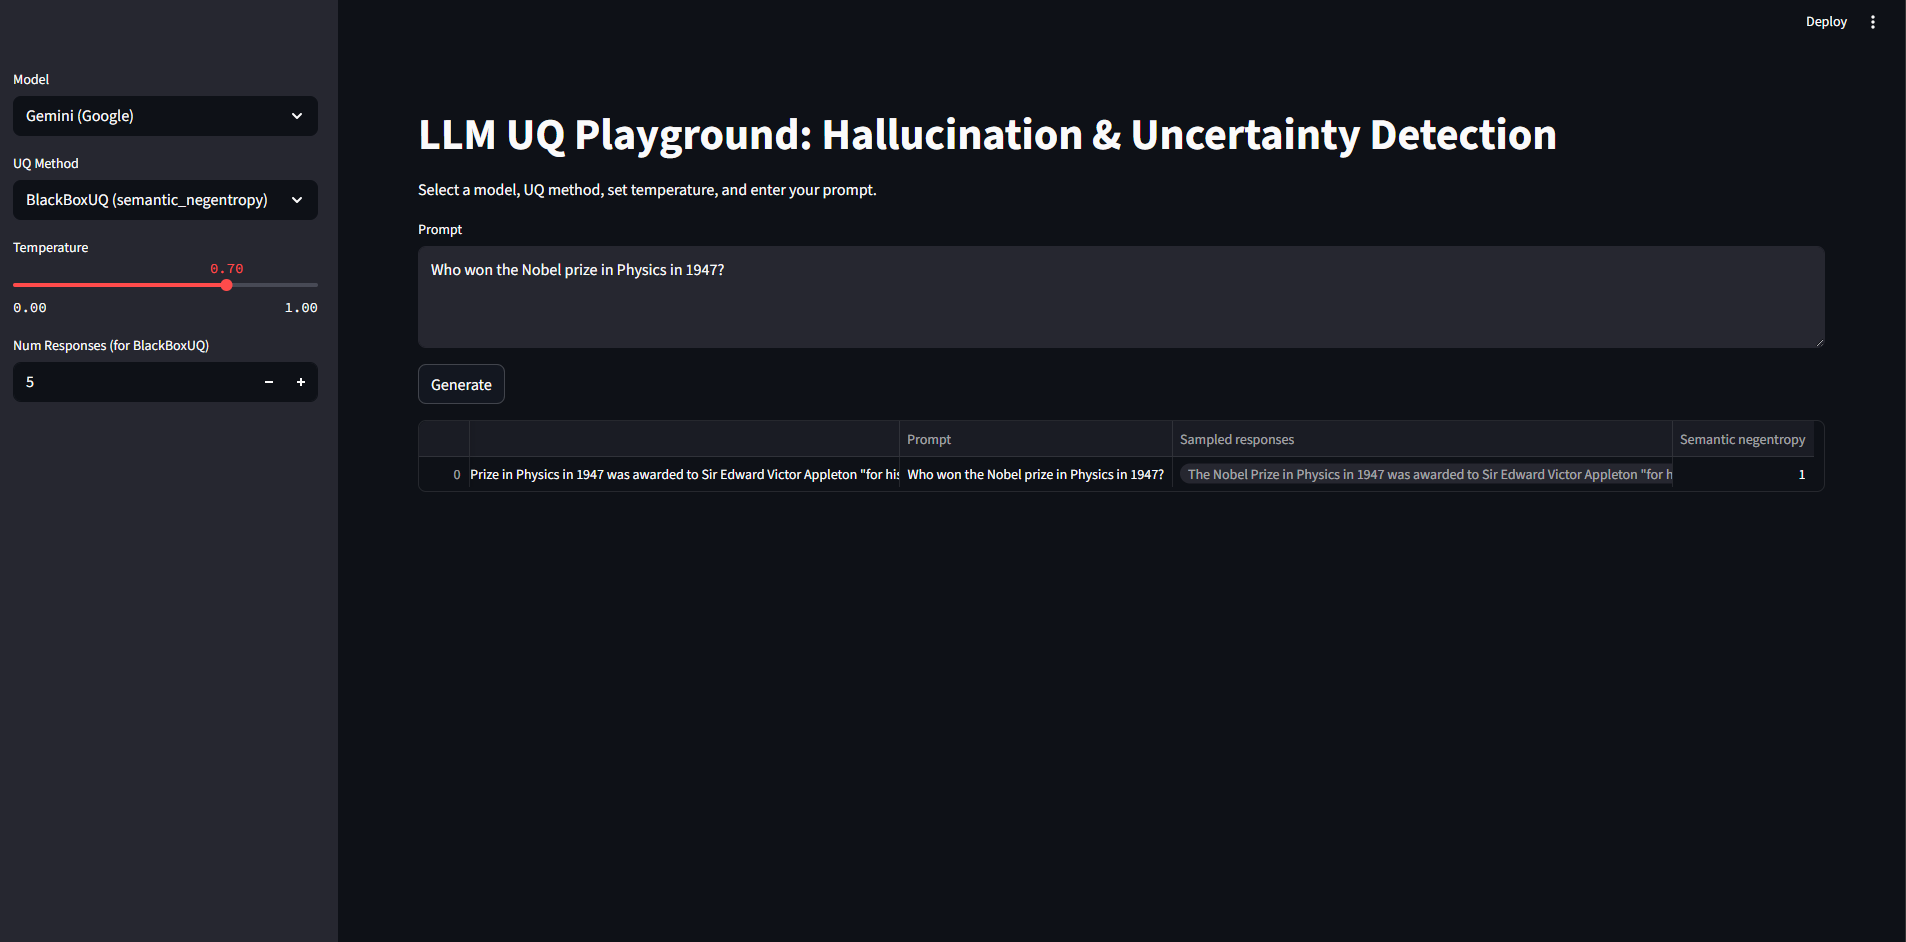 Deploy
Model
Gemini (Google)
UQ Method
BlackBoxUQ (semantic_negentropy)
Temperature
0.70
0.00 1.00
Num Responses (for BlackBoxUQ)
5
LLM UQ Playground: Hallucination & Uncertainty Detection
Select a model, UQ method, set temperature, and enter your prompt.
Prompt
Who won the Nobel prize in Physics in 1947?
Generate
Prompt Sampled responses Semantic negentropy
0 Prize in Physics in 1947 was awarded to Sir Edward Victor Appleton "for his Who won the Nobel prize in Physics in 1947? The Nobel Prize in Physics in 1947 was awarded to Sir Edward Victor Appleton "for h 1